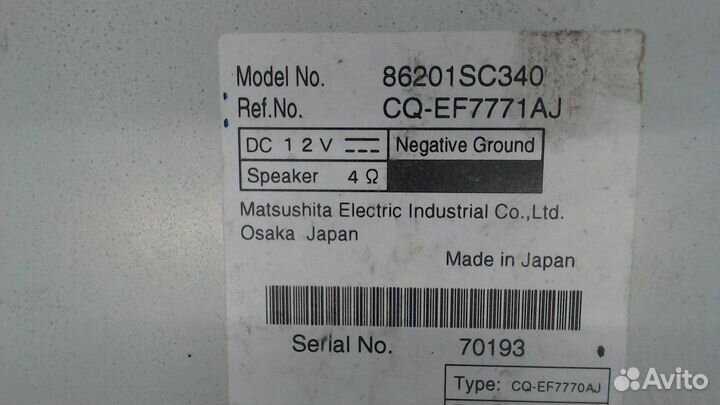 Model No. 86201SC340
Ref.No. CQ-EF7771AJ
DC 12V Negative Ground
Speaker 4Ω
Matsushita Electric Industrial Co.,Ltd.
Osaka Japan
Made in Japan
Serial No. 70193
Type: CQ-EF7770AJ
Avito